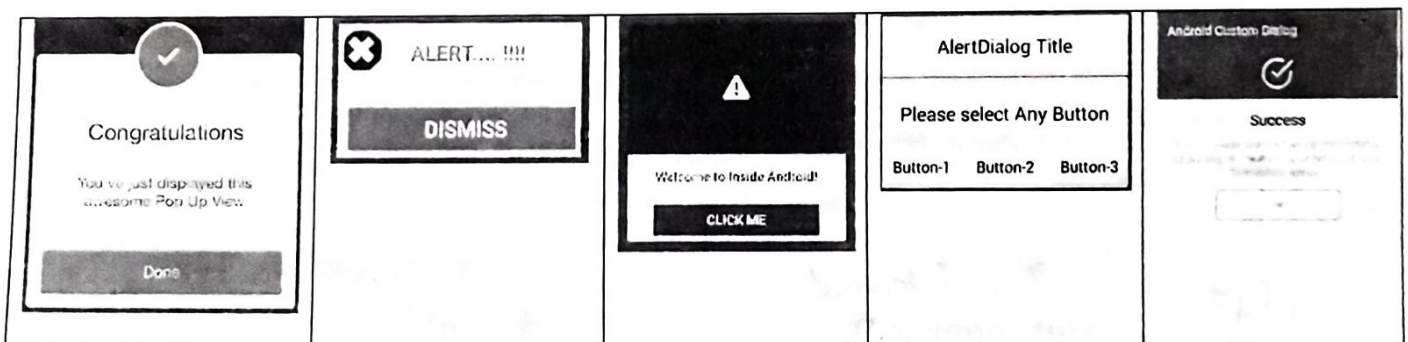 Congratulations
You've just displayed this
awesome Pop Up View
Done
ALERT.... !!!!
DISMISS
Welcome to Inside Android!
CLICK ME
AlertDialog Title
Please select Any Button
Button-1 Button-2 Button-3
Android Custom Dialog
Success